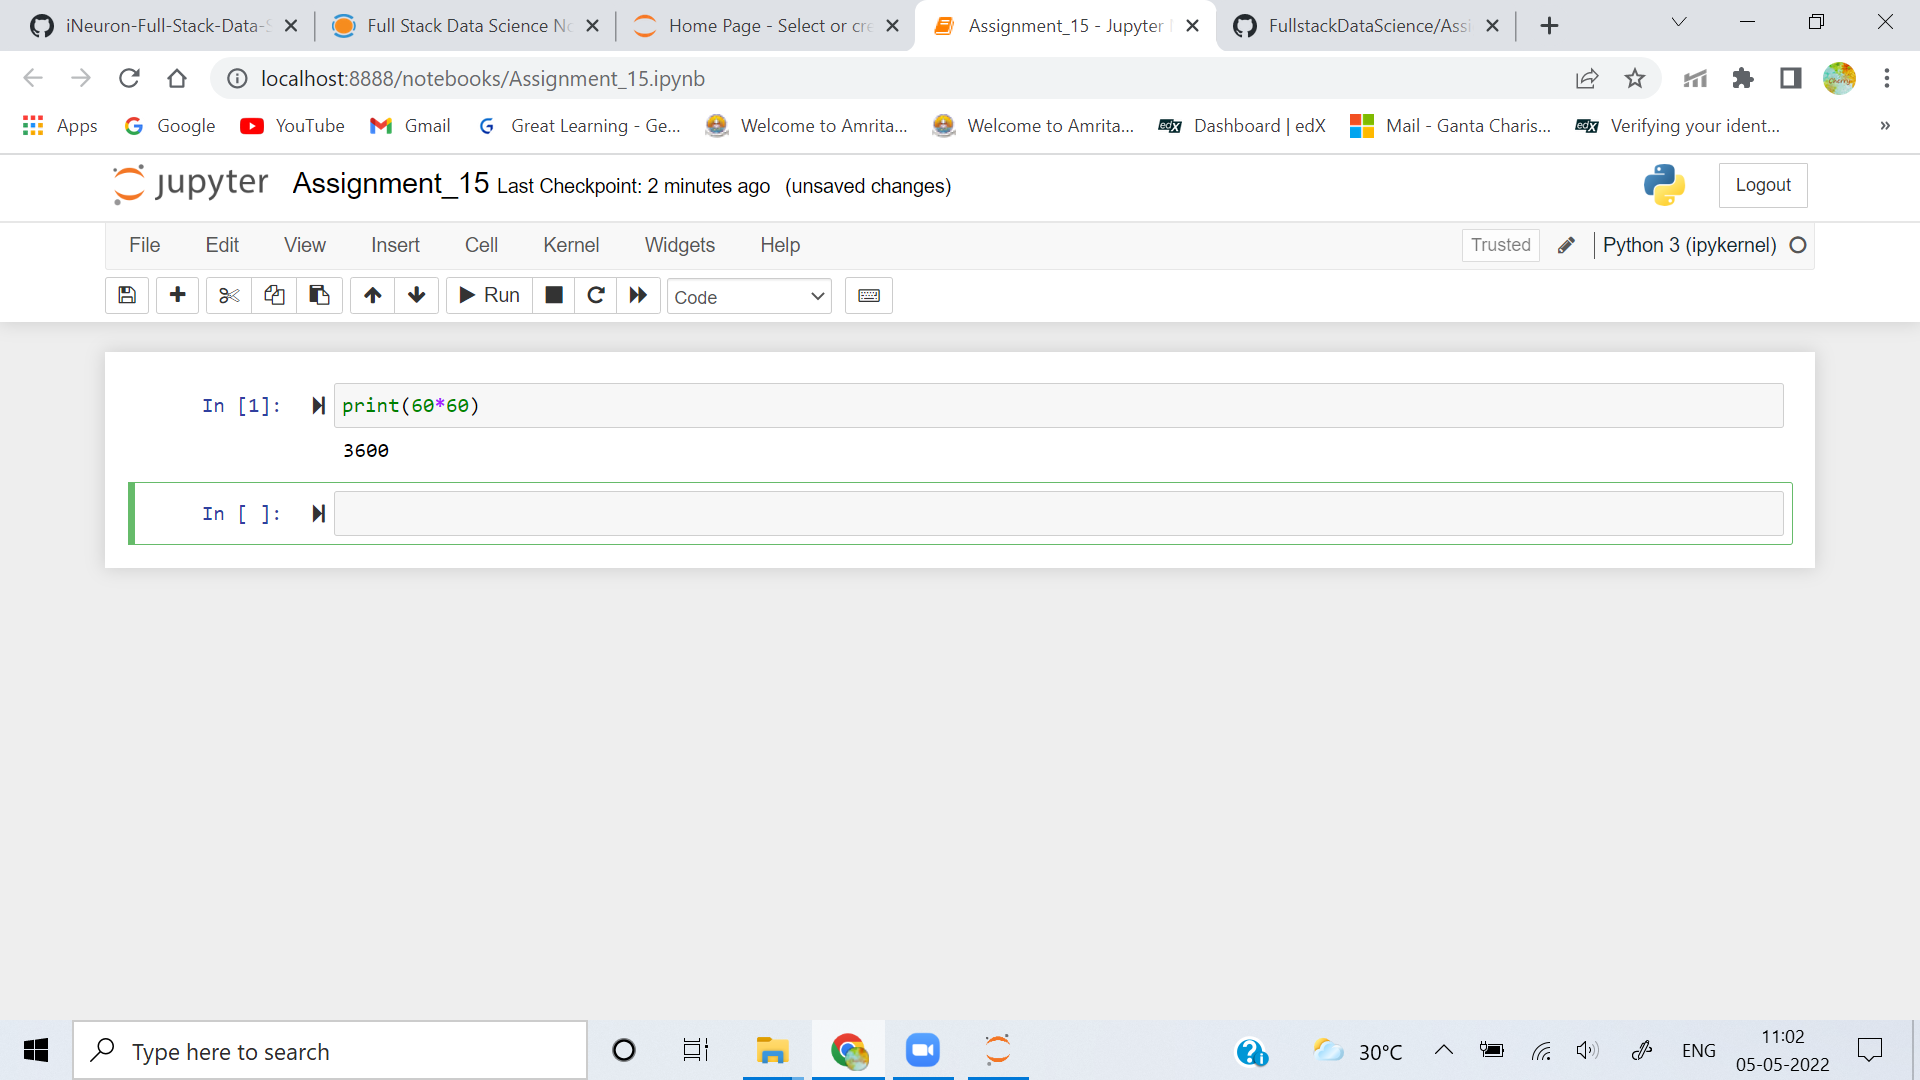 iNeuron-Full-Stack-Data-S
Full Stack Data Science No
Home Page - Select or cre
Assignment_15 - Jupyter
FullstackDataScience/Assi
localhost:8888/notebooks/Assignment_15.ipynb
Apps
Google
YouTube
Gmail
Great Learning - Ge...
Welcome to Amrita...
Welcome to Amrita...
edX Dashboard | edX
Mail - Ganta Charis...
edX Verifying your ident...
»
jupyter Assignment_15 Last Checkpoint: 2 minutes ago (unsaved changes)
Logout
File Edit View Insert Cell Kernel Widgets Help
Trusted
Python 3 (ipykernel)
Run
Code
In [1]: print(60*60)
3600
In [ ]:
Type here to search
30°C
ENG
11:02
05-05-2022